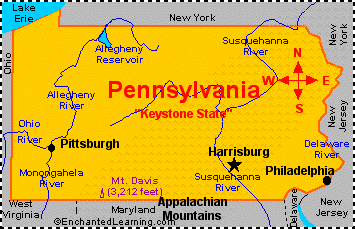 Lake
Erie
New York
Ohio
Allegheny
Reservoir
Susquehanna
River
N
W
E
S
New
Jersey
Pennsylvania
"Keystone State"
Allegheny
River
New
Jersey
Ohio
River
Pittsburgh
Harrisburg
Delaware
River
Monongahela
River
Mt. Davis
(3,212 feet)
Susquehanna
River
Philadelphia
West
Virginia
Maryland
Appalachian
Mountains
Delaware
New
Jersey
©EnchantedLearning.com